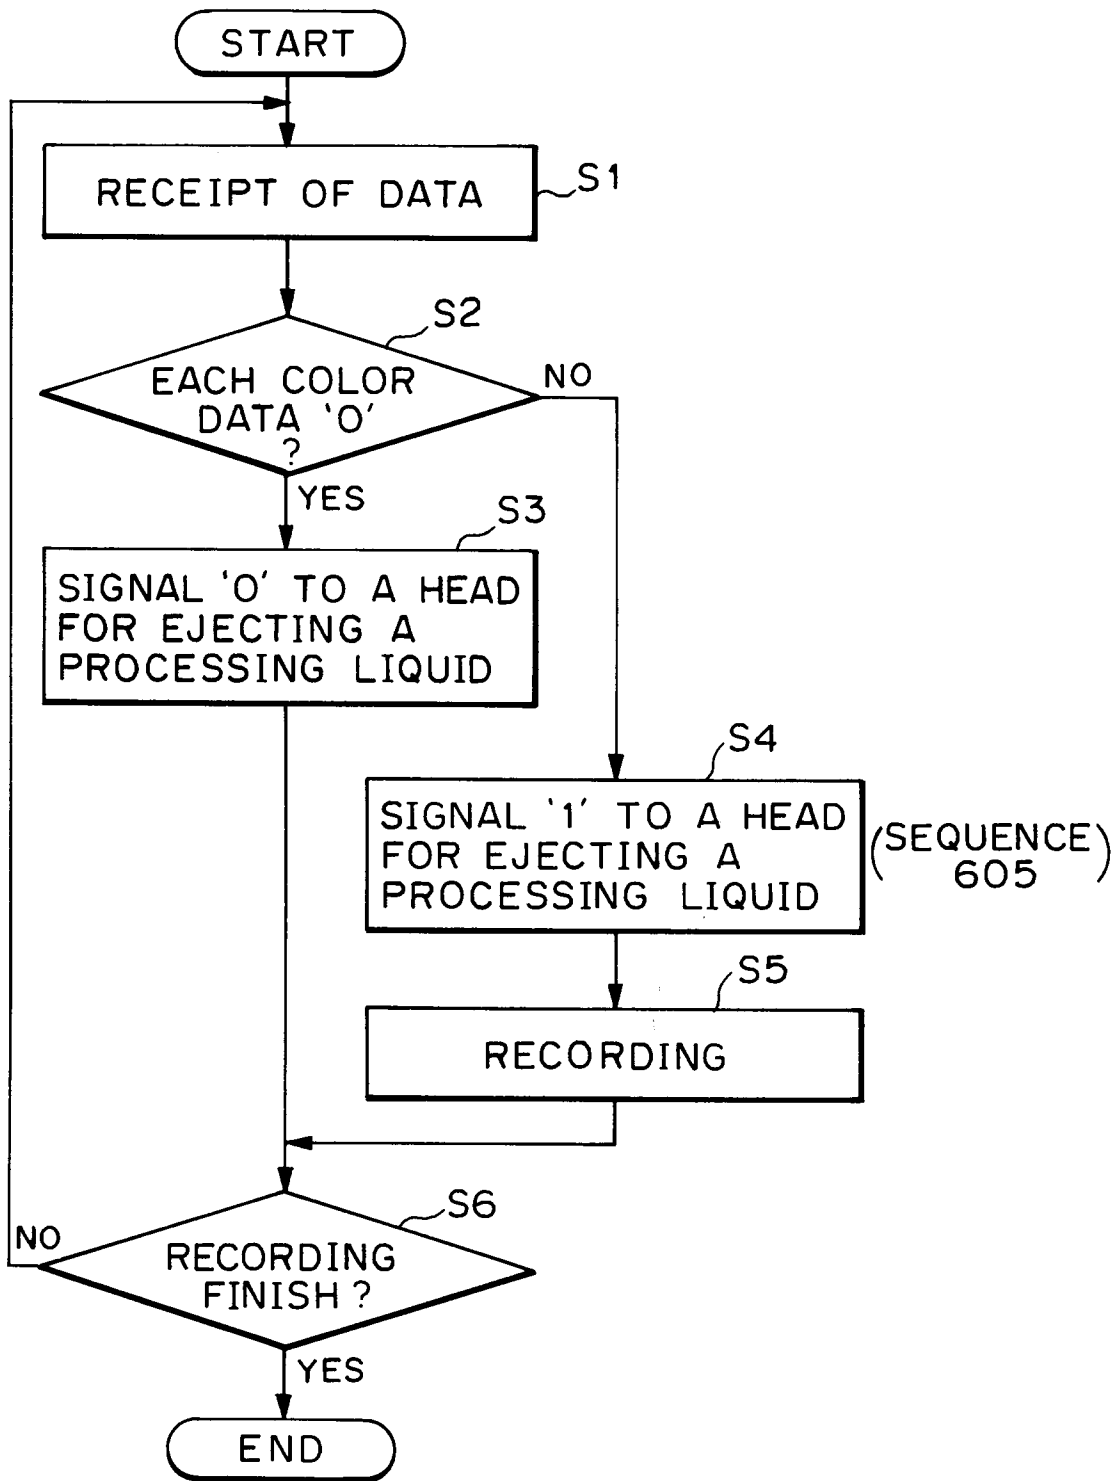 START
RECEIPT OF DATA
S1
S2
EACH COLOR
DATA '0'
?
NO
YES
S3
SIGNAL '0' TO A HEAD
FOR EJECTING A
PROCESSING LIQUID
S4
SIGNAL '1' TO A HEAD
FOR EJECTING A
PROCESSING LIQUID
(SEQUENCE
605)
S5
RECORDING
S6
NO
RECORDING
FINISH?
YES
END